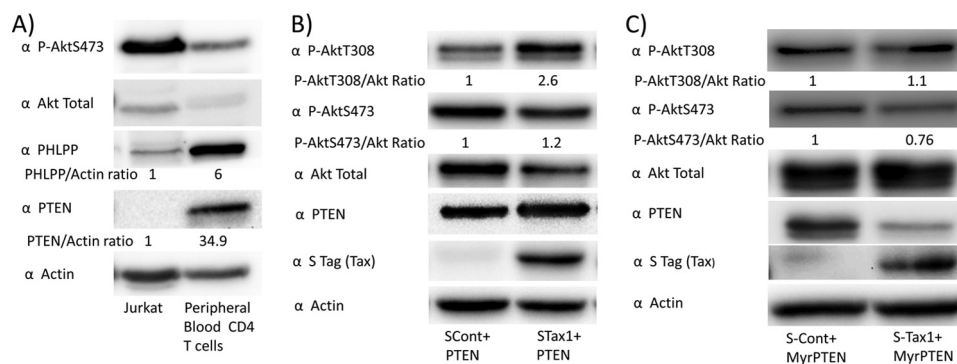 A)
α P-AktS473
α Akt Total
α PHLPP
PHLPP/Actin ratio 1 6
α PTEN
PTEN/Actin ratio 1 34.9
α Actin
Jurkat Peripheral
Blood CD4
T cells
B)
α P-AktT308
P-AktT308/Akt Ratio 1 2.6
α P-AktS473
P-AktS473/Akt Ratio 1 1.2
α Akt Total
α PTEN
α S Tag (Tax)
α Actin
SCont+ STax1+
PTEN PTEN
C)
α P-AktT308
P-AktT308/Akt Ratio 1 1.1
α P-AktS473
P-AktS473/Akt Ratio 1 0.76
α Akt Total
α PTEN
α S Tag (Tax)
α Actin
S-Cont+ S-Tax1+
MyrPTEN MyrPTEN